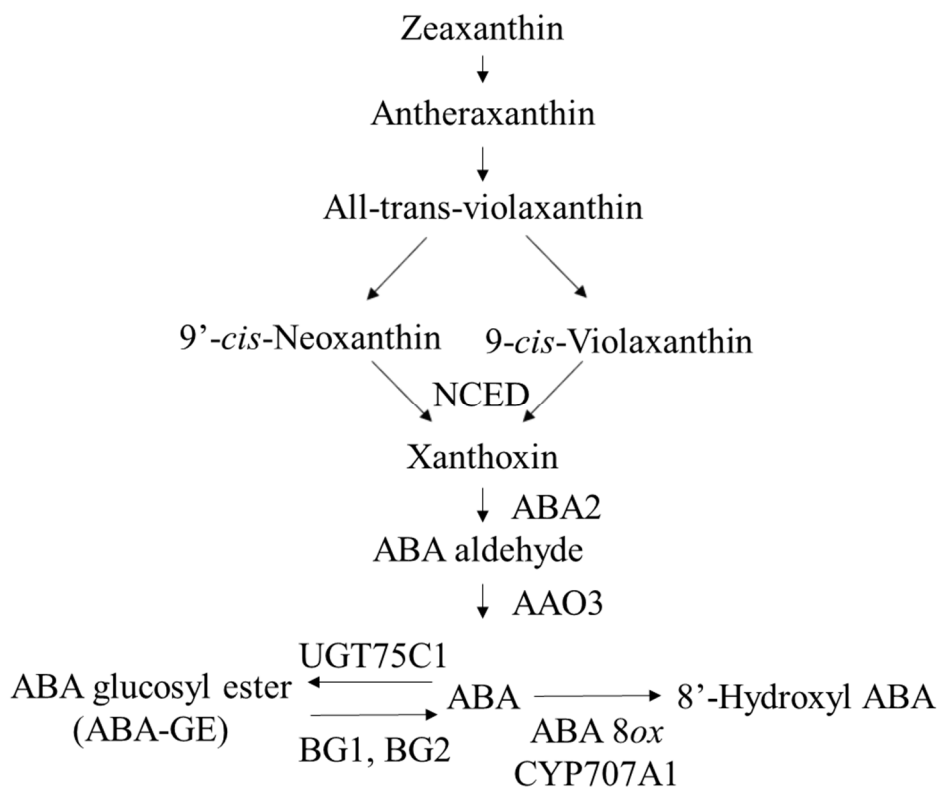 Zeaxanthin
Antheraxanthin
All-trans-violaxanthin
9’-cis-Neoxanthin
9-cis-Violaxanthin
NCED
Xanthoxin
ABA2
ABA aldehyde
AAO3
UGT75C1
ABA glucosyl ester
(ABA-GE)
ABA
8’-Hydroxyl ABA
BG1, BG2
ABA 8ox
CYP707A1